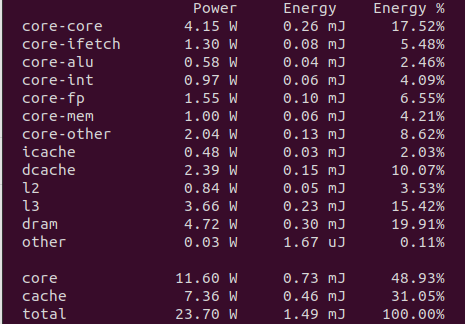 Power Energy Energy %
core-core 4.15 W 0.26 mJ 17.52%
core-ifetch 1.30 W 0.08 mJ 5.48%
core-alu 0.58 W 0.04 mJ 2.46%
core-int 0.97 W 0.06 mJ 4.09%
core-fp 1.55 W 0.10 mJ 6.55%
core-mem 1.00 W 0.06 mJ 4.21%
core-other 2.04 W 0.13 mJ 8.62%
icache 0.48 W 0.03 mJ 2.03%
dcache 2.39 W 0.15 mJ 10.07%
l2 0.84 W 0.05 mJ 3.53%
l3 3.66 W 0.23 mJ 15.42%
dram 4.72 W 0.30 mJ 19.91%
other 0.03 W 1.67 uJ 0.11%
core 11.60 W 0.73 mJ 48.93%
cache 7.36 W 0.46 mJ 31.05%
total 23.70 W 1.49 mJ 100.00%